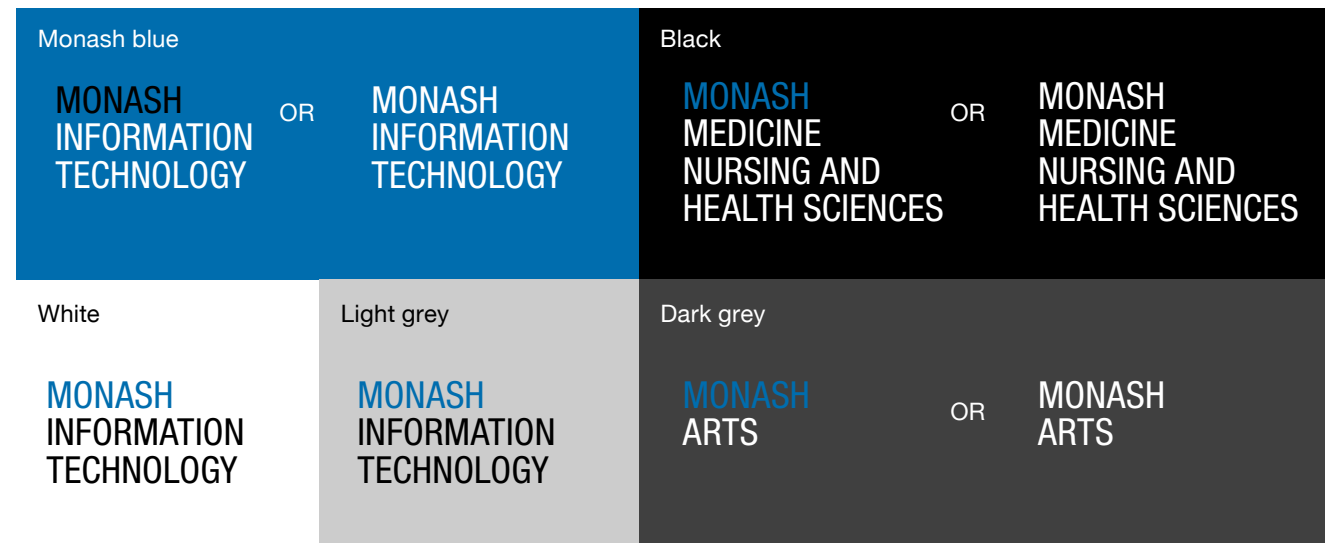 Monash blue
MONASH
INFORMATION
TECHNOLOGY
OR
MONASH
INFORMATION
TECHNOLOGY
Black
MONASH
MEDICINE
NURSING AND
HEALTH SCIENCES
OR
MONASH
MEDICINE
NURSING AND
HEALTH SCIENCES
White
MONASH
INFORMATION
TECHNOLOGY
Light grey
MONASH
INFORMATION
TECHNOLOGY
Dark grey
MONASH
ARTS
OR
MONASH
ARTS